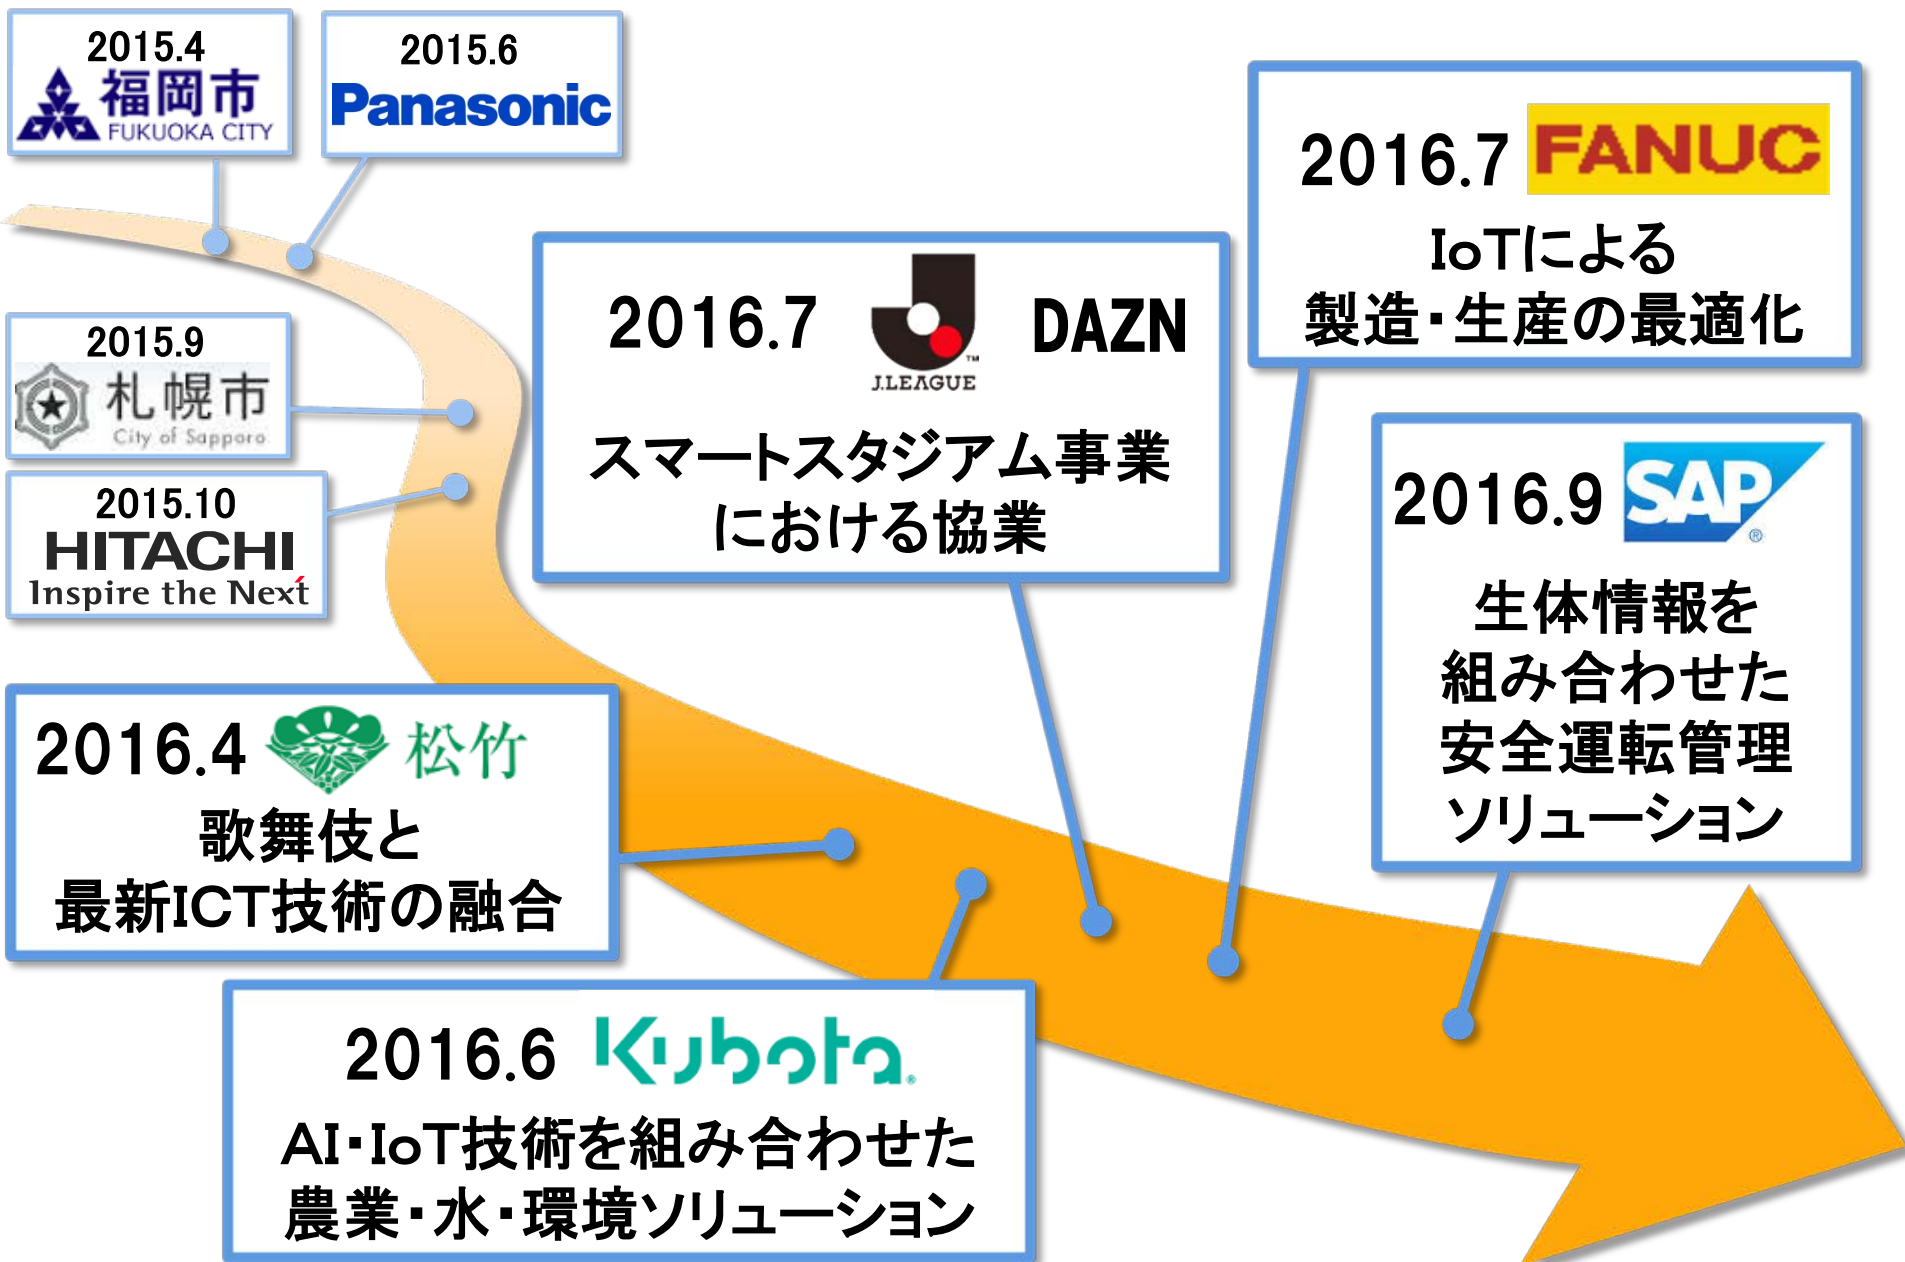 2015.4
福岡市
FUKUOKA CITY
2015.6
Panasonic
2015.9
札幌市
City of Sapporo
2015.10
HITACHI
Inspire the Next
2016.4 松竹
歌舞伎と
最新ICT技術の融合
2016.6 Kubota®
AI・IoT技術を組み合わせた
農業・水・環境ソリューション
2016.7 J.LEAGUE™ DAZN
スマートスタジアム事業
における協業
2016.7 FANUC
IoTによる
製造・生産の最適化
2016.9 SAP®
生体情報を
組み合わせた
安全運転管理
ソリューション